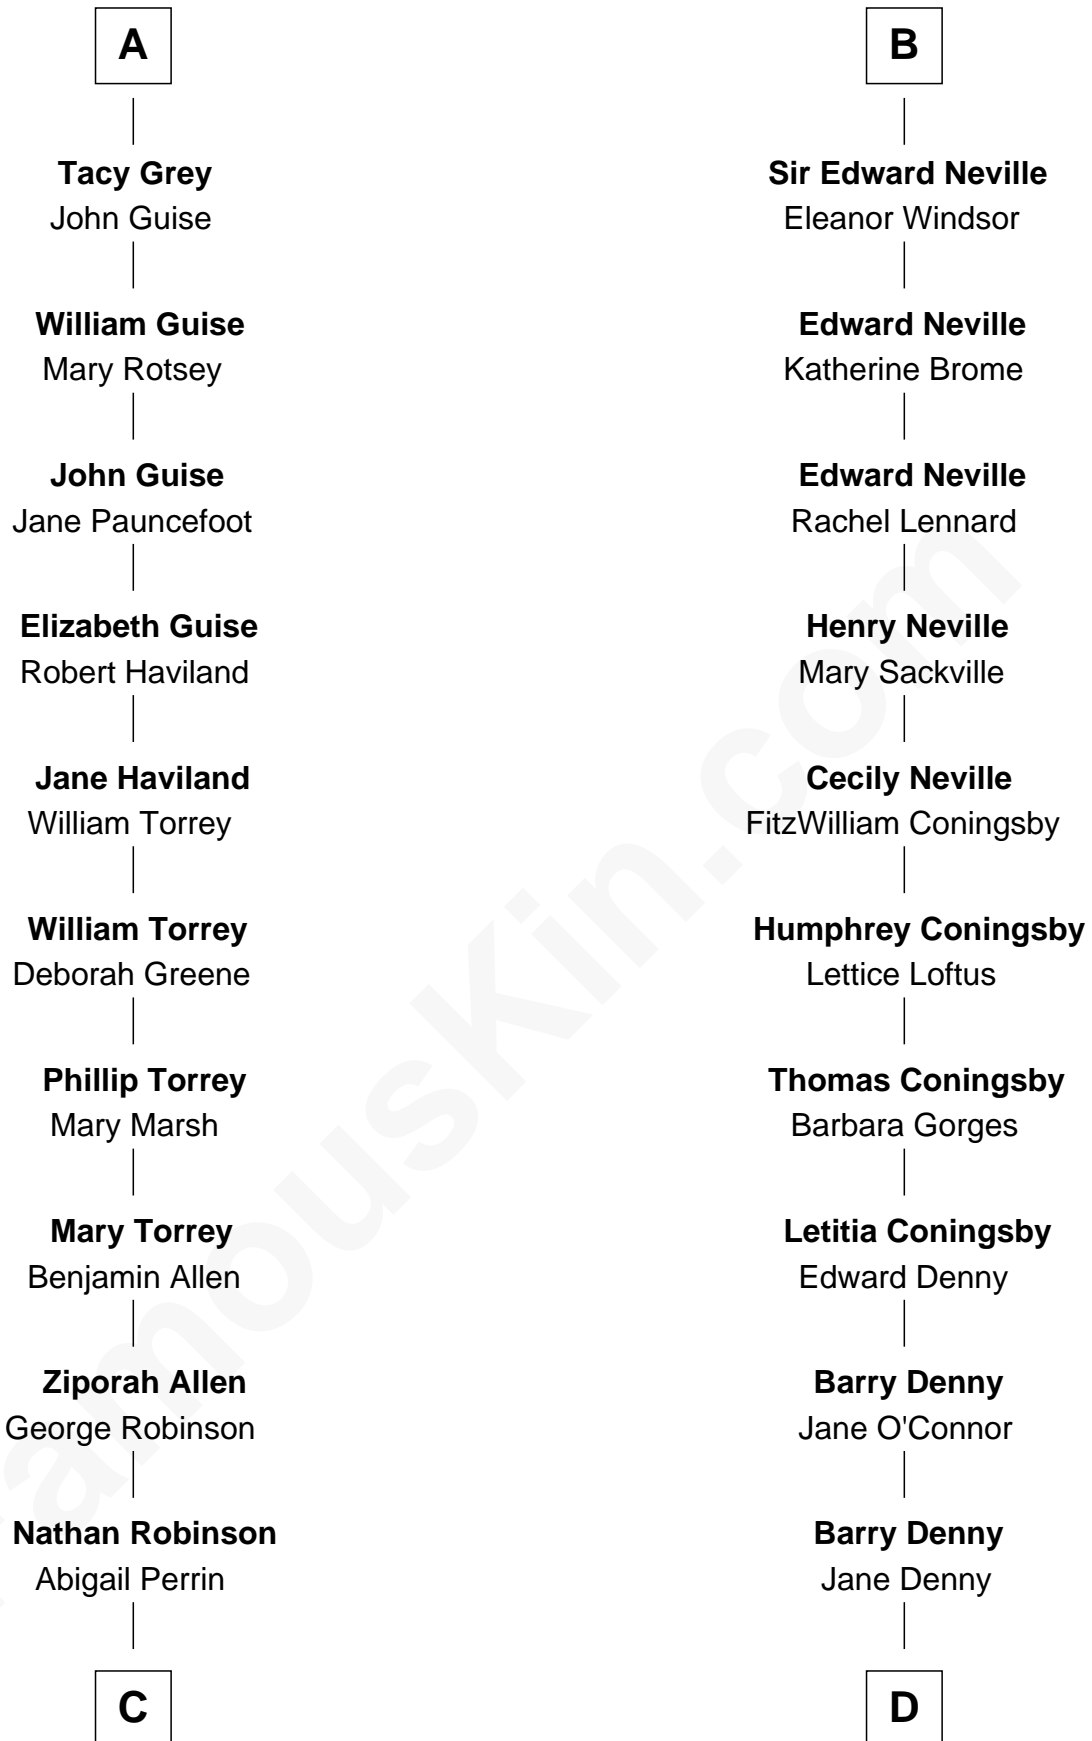 A
Tacy Grey
John Guise
William Guise
Mary Rotsey
John Guise
Jane Pauncefoot
Elizabeth Guise
Robert Haviland
Jane Haviland
William Torrey
William Torrey
Deborah Greene
Phillip Torrey
Mary Marsh
Mary Torrey
Benjamin Allen
Ziporah Allen
George Robinson
Nathan Robinson
Abigail Perrin
C
B
Sir Edward Neville
Eleanor Windsor
Edward Neville
Katherine Brome
Edward Neville
Rachel Lennard
Henry Neville
Mary Sackville
Cecily Neville
FitzWilliam Coningsby
Humphrey Coningsby
Lettice Loftus
Thomas Coningsby
Barbara Gorges
Letitia Coningsby
Edward Denny
Barry Denny
Jane O'Connor
Barry Denny
Jane Denny
D
FamousKin.com